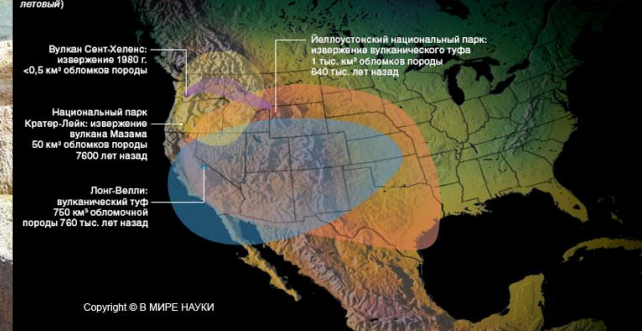 летовый)
Вулкан Сент-Хеленс:
извержение 1980 г.
<0,5 км³ обломков породы
Йеллоустонский национальный парк:
извержение вулканического туфа
1 тыс. км³ обломков породы
640 тыс. лет назад
Национальный парк
Кратер-Лейк: извержение
вулкана Мазама
50 км³ обломков породы
7600 лет назад
Лонг-Велли:
вулканический туф
750 км³ обломочной
породы 760 тыс. лет назад
Copyright © В МИРЕ НАУКИ